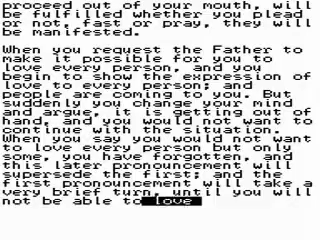 proceed out of your mouth, will
be fulfilled whether you plead
or not, fast or pray, they will
be manifested.
When you request the Father to
make it possible for you to
love every person, and you
begin to show the expression of
love to every person; and
people are coming to you. But
suddenly you change your mind
and argue, it is getting out of
hand, and you would not want to
continue with the situation.
When you say you would not want
to love every person but only
some, you have forgotten, and
this later pronouncement will
supersede the first; and the
first pronouncement will take a
very brief turn, until you will
not be able to love